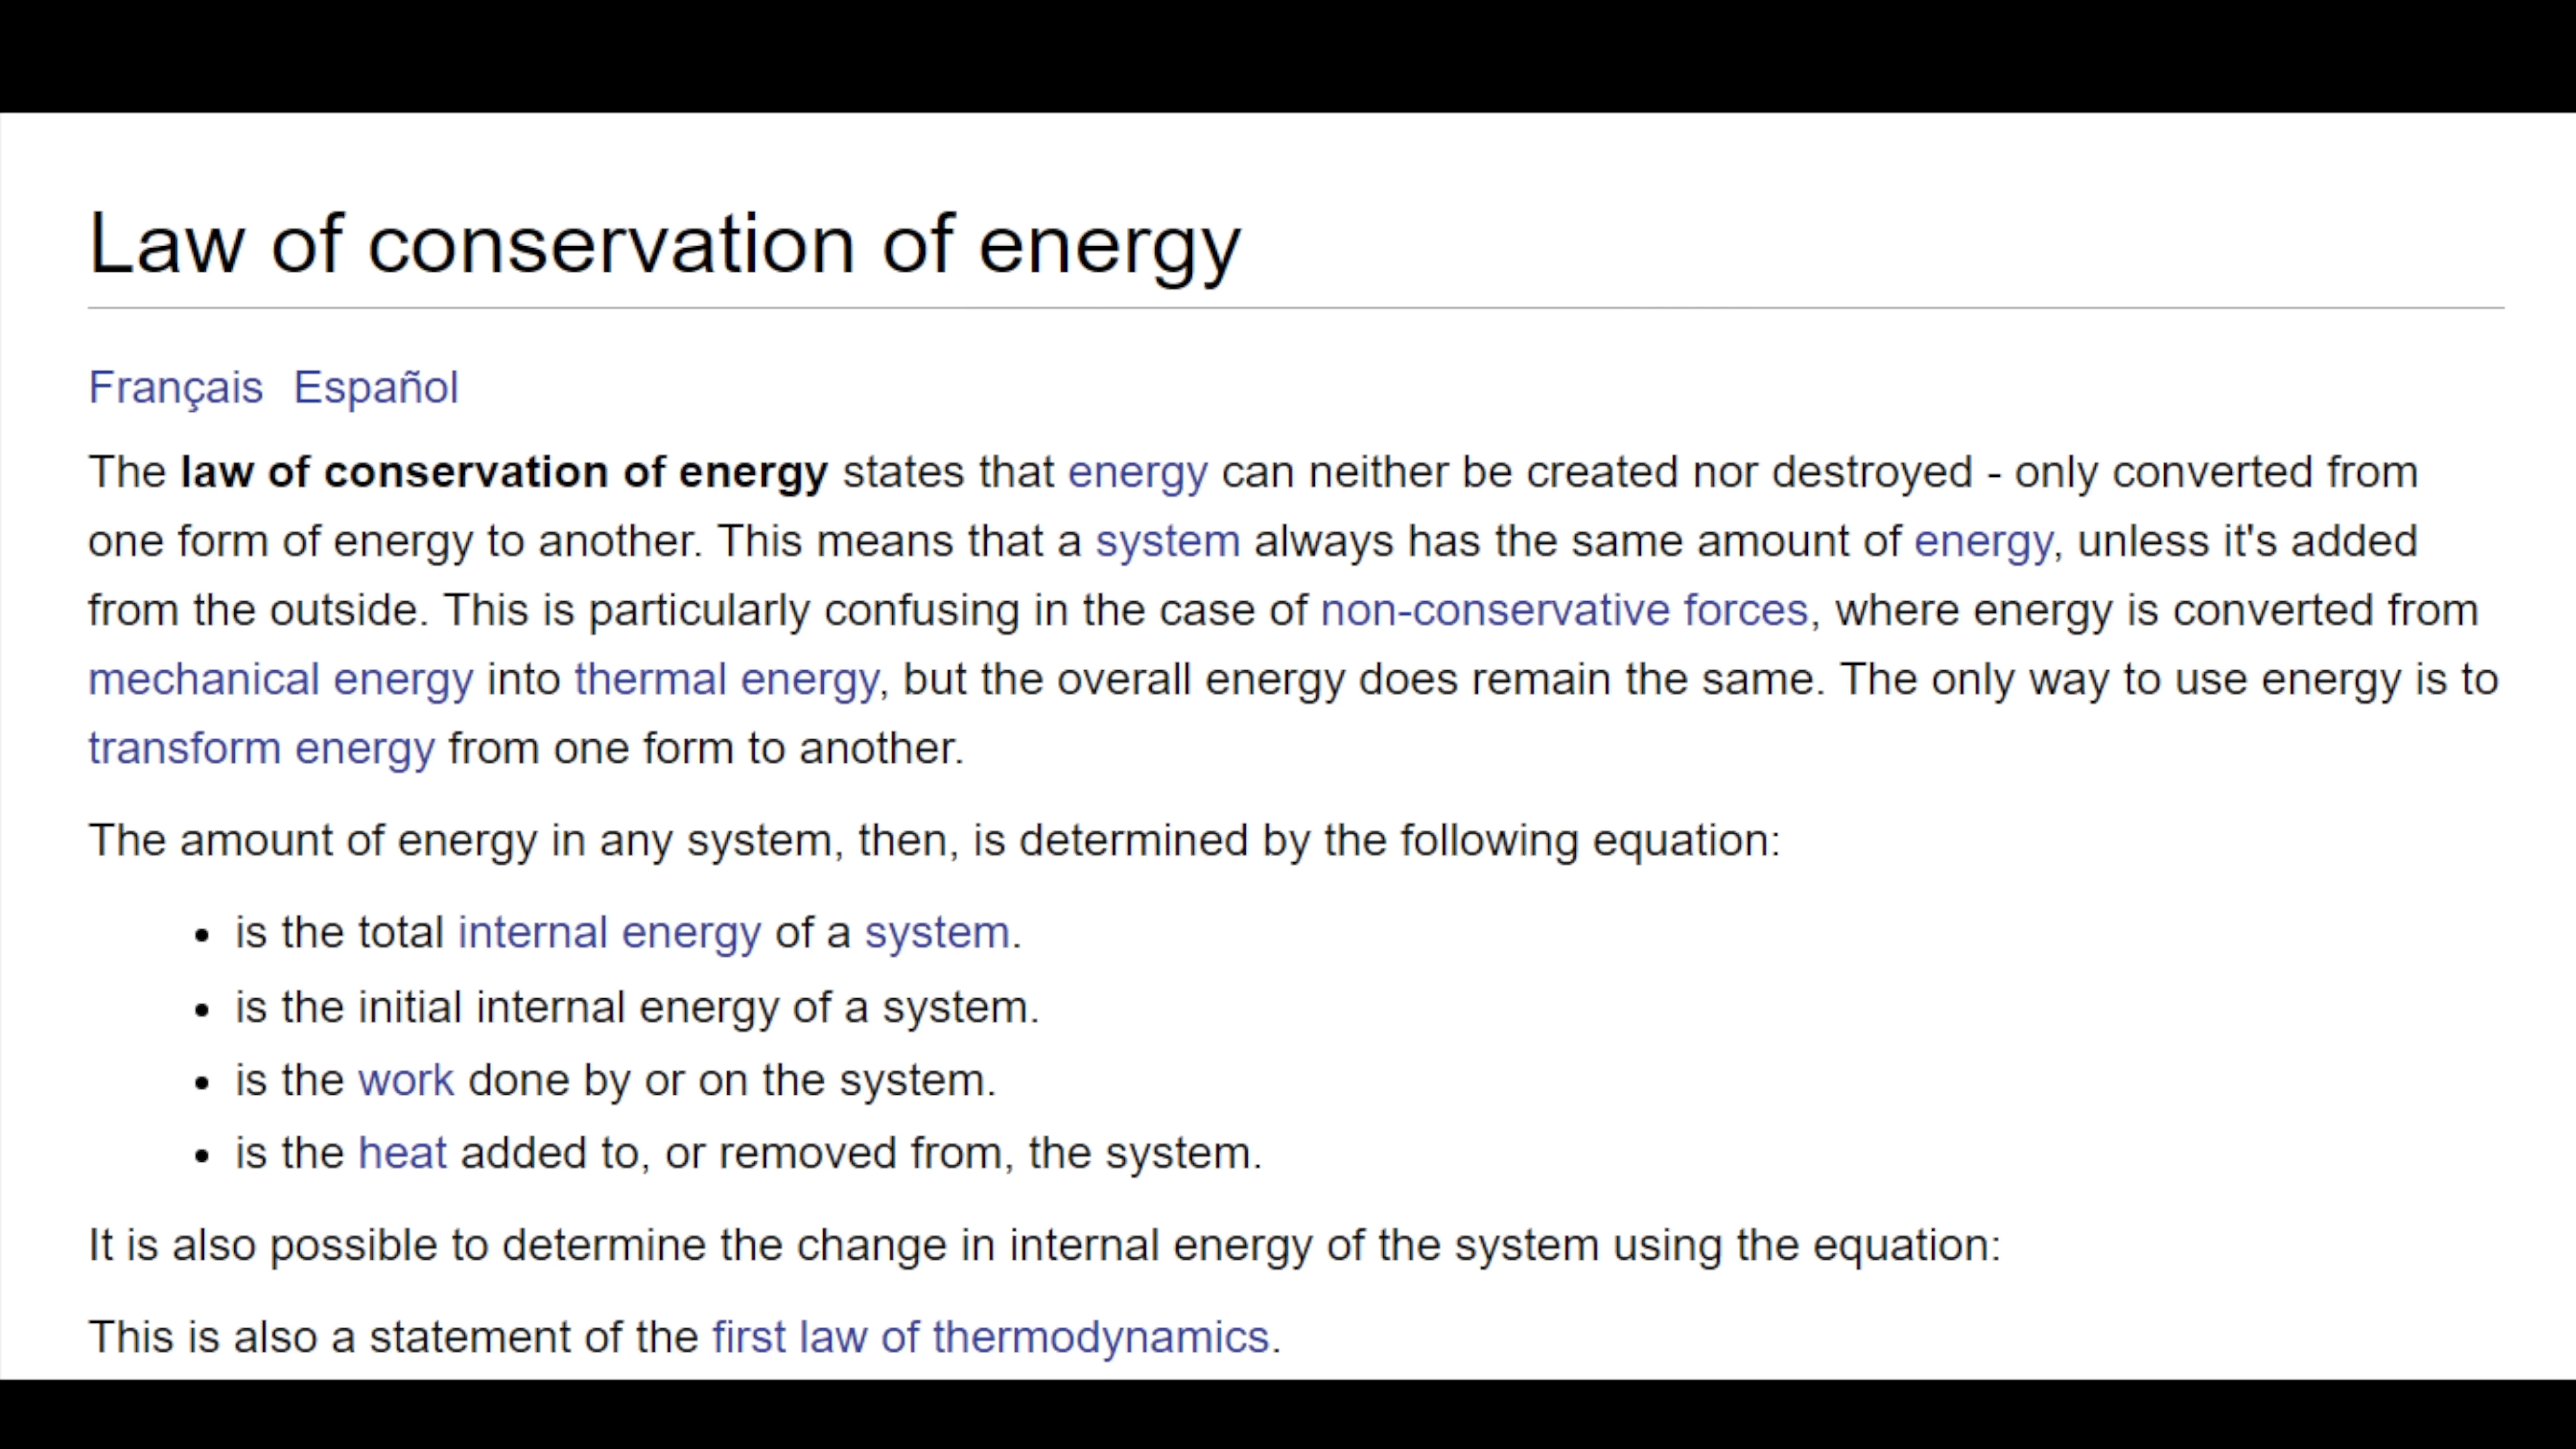 Law of conservation of energy
Français Español
The law of conservation of energy states that energy can neither be created nor destroyed - only converted from
one form of energy to another. This means that a system always has the same amount of energy, unless it's added
from the outside. This is particularly confusing in the case of non-conservative forces, where energy is converted from
mechanical energy into thermal energy, but the overall energy does remain the same. The only way to use energy is to
transform energy from one form to another.
The amount of energy in any system, then, is determined by the following equation:
• is the total internal energy of a system.
• is the initial internal energy of a system.
• is the work done by or on the system.
• is the heat added to, or removed from, the system.
It is also possible to determine the change in internal energy of the system using the equation:
This is also a statement of the first law of thermodynamics.